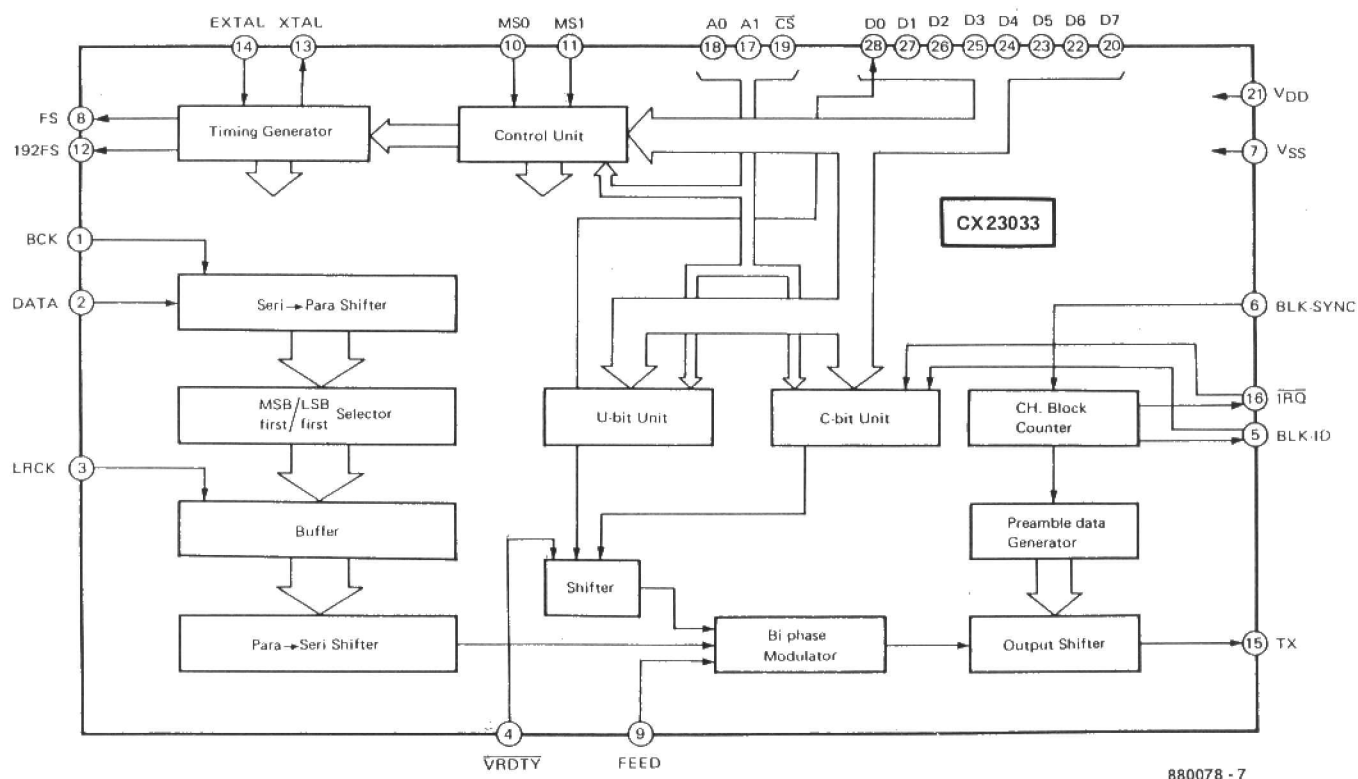 EXTAL XTAL MS0 MS1 A0 A1 CS D0 D1 D2 D3 D4 D5 D6 D7
14 13 10 11 18 17 19 28 27 26 25 24 23 22 20
21 VDD
FS 8
Timing Generator
Control Unit
192FS 12
7 VSS
CX23033
BCK 1
DATA 2
Seri→Para Shifter
6 BLK-SYNC
MSB first / LSB first Selector
U-bit Unit
C-bit Unit
CH. Block
Counter
16 IRQ
5 BLK-ID
LRCK 3
Buffer
Preamble data
Generator
Shifter
Para→Seri Shifter
Bi phase
Modulator
Output Shifter
15 TX
4 9
VRDTY FEED
880078 - 7